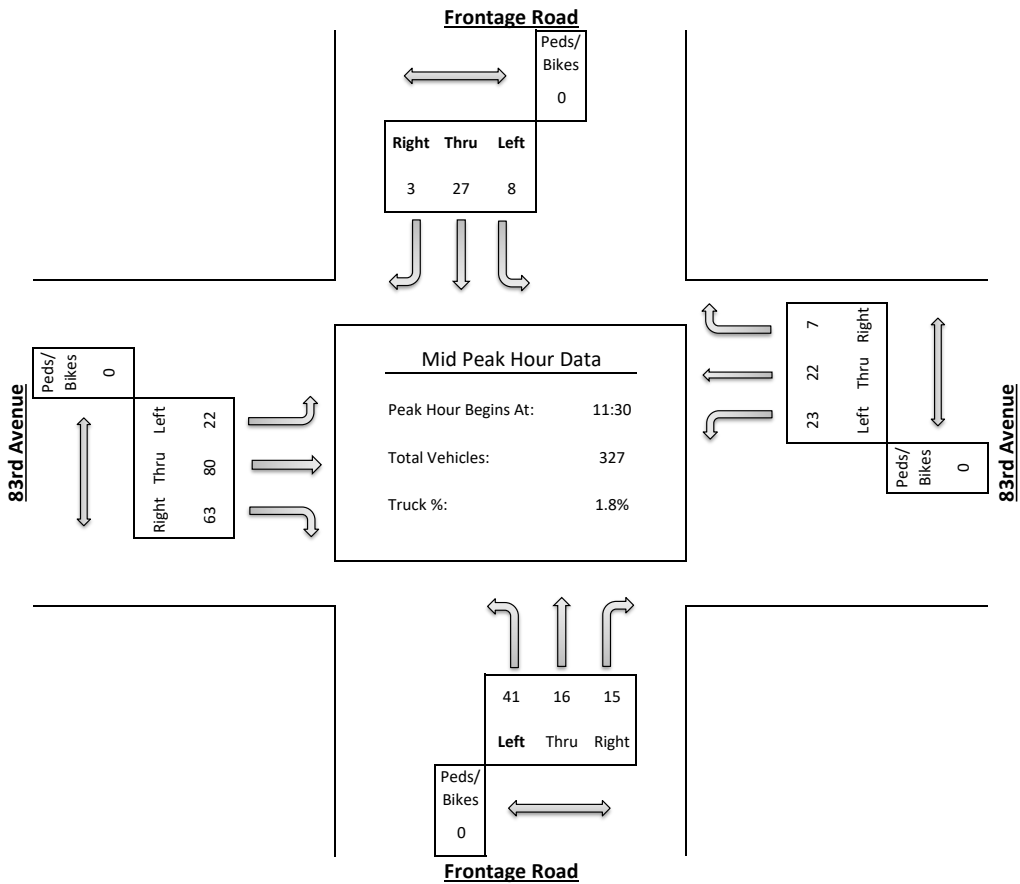 Frontage Road
Peds/
Bikes
0
Right Thru Left
3 27 8
Peds/
Bikes
0
Left 22
Thru 80
Right 63
83rd Avenue
Mid Peak Hour Data
Peak Hour Begins At: 11:30
Total Vehicles: 327
Truck %: 1.8%
7 Right
22 Thru
23 Left
Peds/
Bikes
0
83rd Avenue
41 16 15
Left Thru Right
Peds/
Bikes
0
Frontage Road